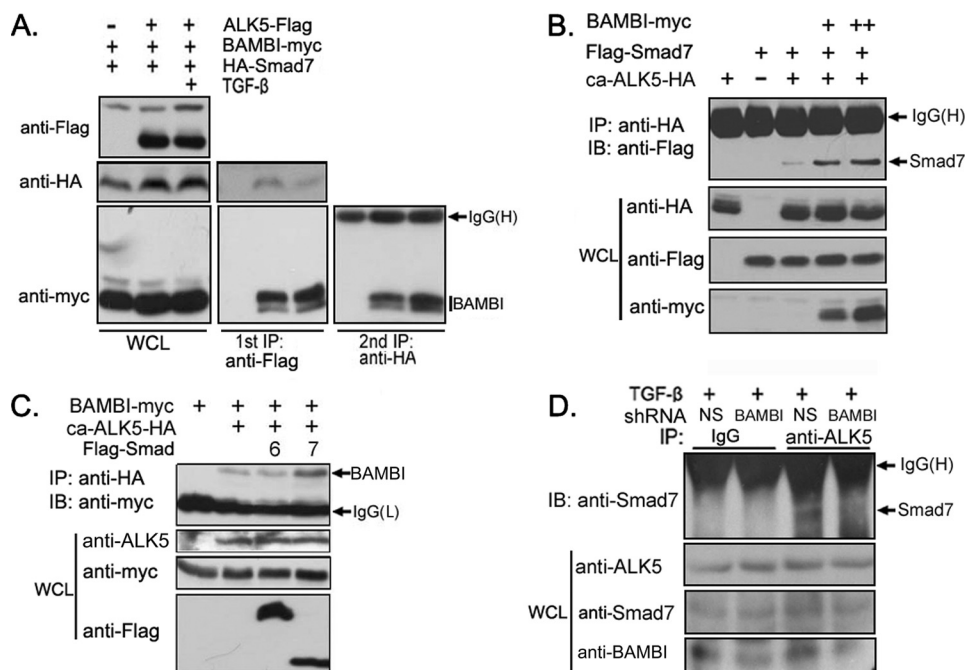 A.
- + + ALK5-Flag
+ + + BAMBI-myc
+ + + HA-Smad7
+ TGF-β
anti-Flag
anti-HA
anti-myc
IgG(H)
BAMBI
WCL
1st IP:
anti-Flag
2nd IP:
anti-HA
B.
BAMBI-myc + ++
Flag-Smad7 + + + +
ca-ALK5-HA + - + + +
IP: anti-HA
IB: anti-Flag
IgG(H)
Smad7
WCL
anti-HA
anti-Flag
anti-myc
C.
BAMBI-myc + + + +
ca-ALK5-HA + + +
Flag-Smad 6 7
IP: anti-HA
IB: anti-myc
BAMBI
IgG(L)
WCL
anti-ALK5
anti-myc
anti-Flag
D.
TGF-β + + + +
shRNA NS BAMBI NS BAMBI
IP: IgG anti-ALK5
IB: anti-Smad7
IgG(H)
Smad7
WCL
anti-ALK5
anti-Smad7
anti-BAMBI